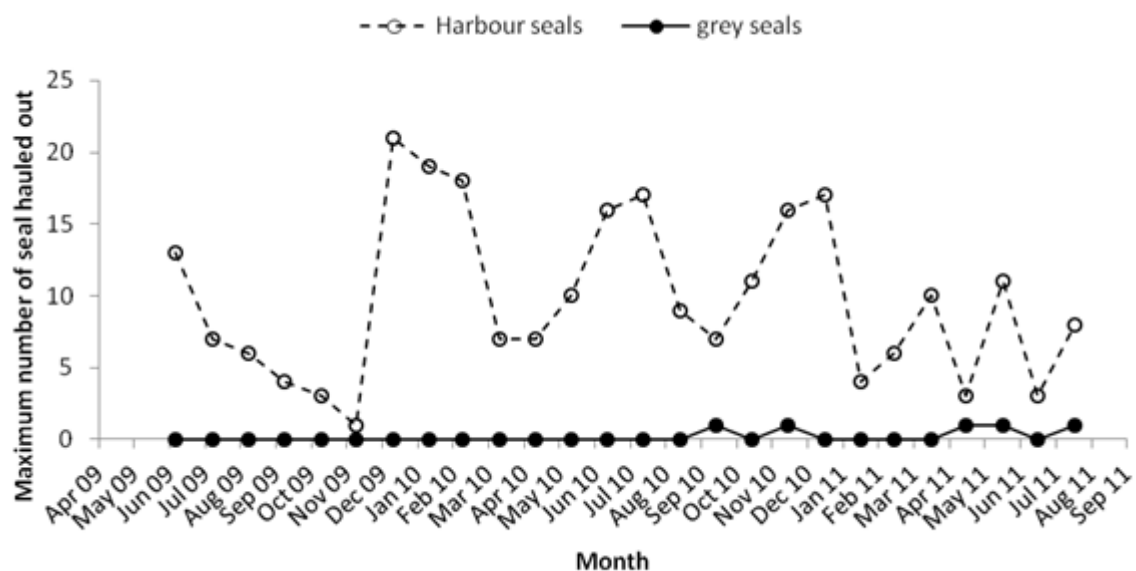 Harbour seals grey seals
Maximum number of seal hauled out
25
20
15
10
5
0
Apr 09
May 09
Jun 09
Jul 09
Aug 09
Sep 09
Oct 09
Nov 09
Dec 09
Jan 10
Feb 10
Mar 10
Apr 10
May 10
Jun 10
Jul 10
Aug 10
Sep 10
Oct 10
Nov 10
Dec 10
Jan 11
Feb 11
Mar 11
Apr 11
May 11
Jun 11
Jul 11
Aug 11
Sep 11
Month